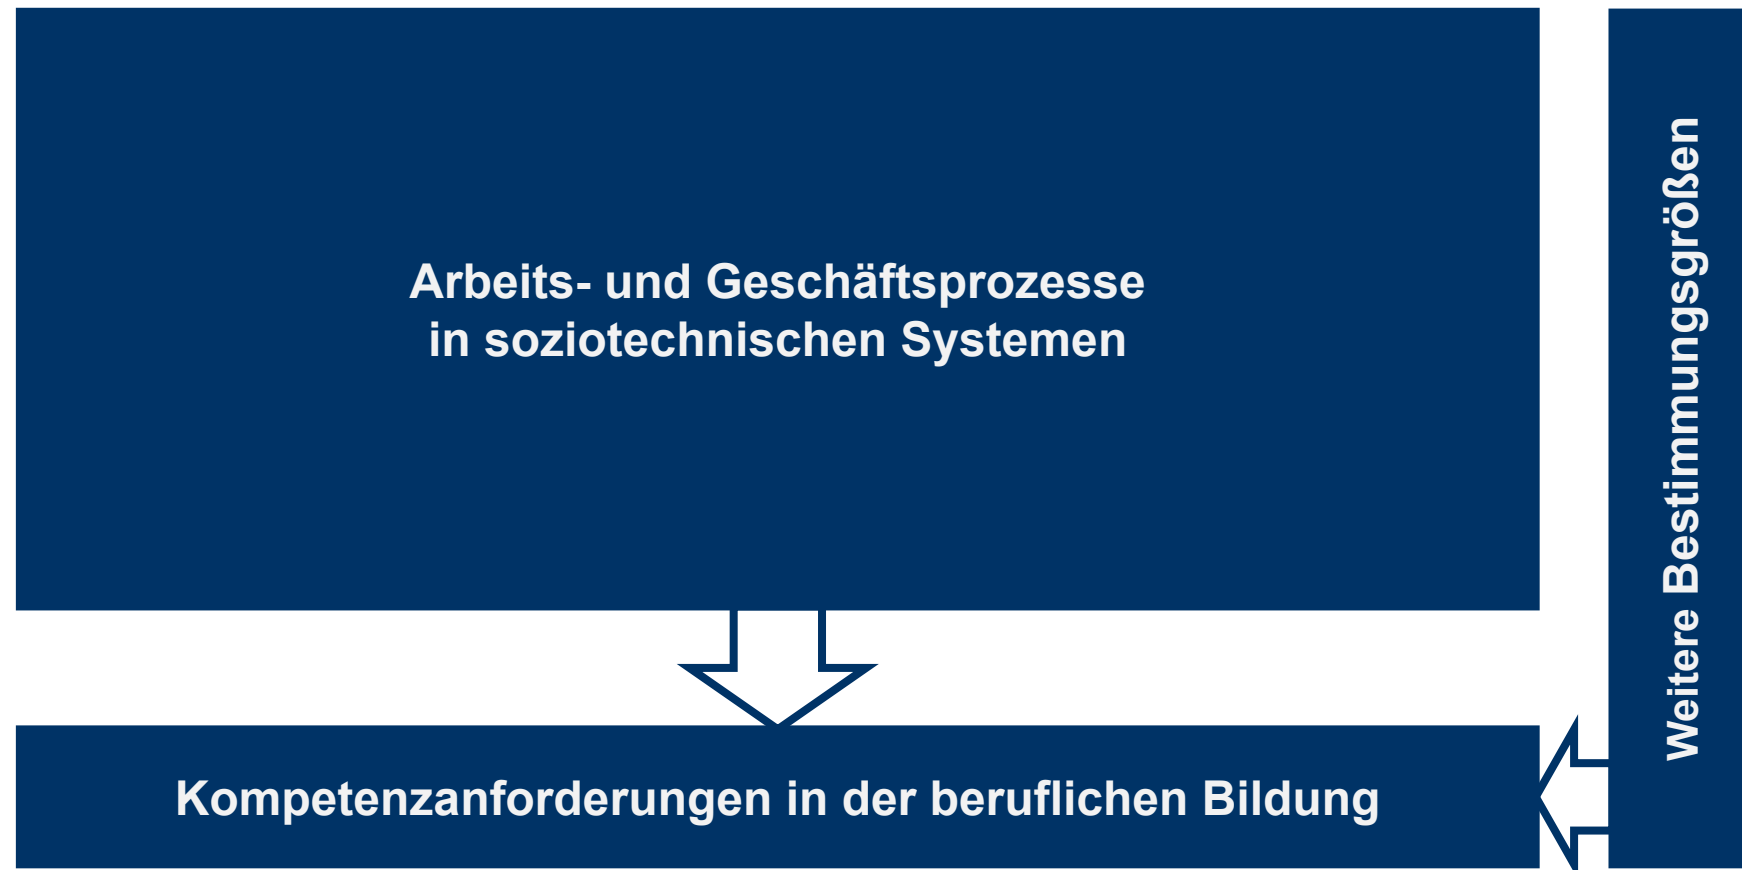 Arbeits- und Geschäftsprozesse
in soziotechnischen Systemen
Kompetenzanforderungen in der beruflichen Bildung
Weitere Bestimmungsgrößen